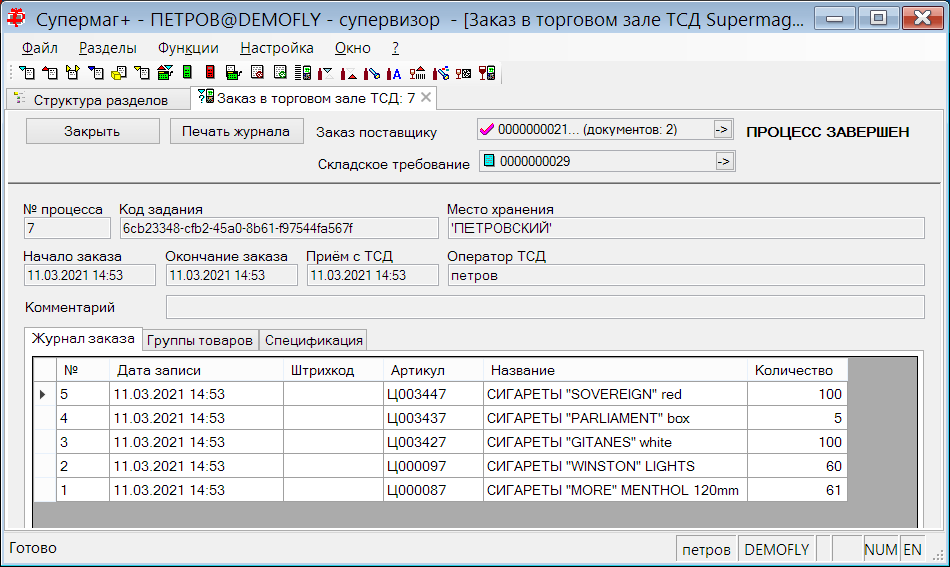 Супермаг+ - ПЕТРОВ@DEMOFLY - супервизор - [Заказ в торговом зале ТСД Supermag...
Файл Разделы Функции Настройка Окно ?
Структура разделов Заказ в торговом зале ТСД: 7
Закрыть Печать журнала Заказ поставщику 0000000021... (документов: 2) -> ПРОЦЕСС ЗАВЕРШЕН
Складское требование 0000000029 ->
№ процесса Код задания Место хранения
7 6cb23348-cfb2-45a0-8b61-f97544fa567f 'ПЕТРОВСКИЙ'
Начало заказа Окончание заказа Приём с ТСД Оператор ТСД
11.03.2021 14:53 11.03.2021 14:53 11.03.2021 14:53 петров
Комментарий
Журнал заказа Группы товаров Спецификация
№ Дата записи Штрихкод Артикул Название Количество
5 11.03.2021 14:53 Ц003447 СИГАРЕТЫ "SOVEREIGN" red 100
4 11.03.2021 14:53 Ц003437 СИГАРЕТЫ "PARLIAMENT" box 5
3 11.03.2021 14:53 Ц003427 СИГАРЕТЫ "GITANES" white 100
2 11.03.2021 14:53 Ц000097 СИГАРЕТЫ "WINSTON" LIGHTS 60
1 11.03.2021 14:53 Ц000087 СИГАРЕТЫ "MORE" MENTHOL 120mm 61
Готово петров DEMOFLY NUM EN